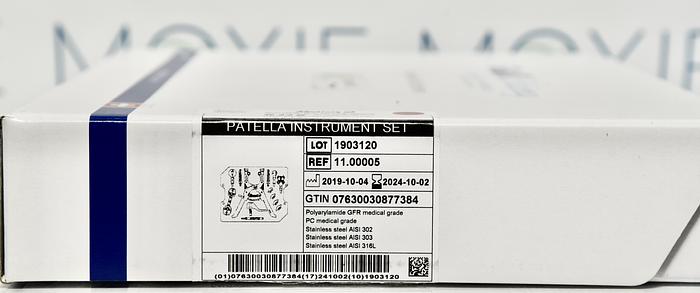 MOXIE MOXIE
PATELLA INSTRUMENT SET
LOT 1903120
REF 11.00005
2019-10-04 2024-10-02
GTIN 07630030877384
Polyarylamide GFR medical grade
PC medical grade
Stainless steel AISI 302
Stainless steel AISI 303
Stainless steel AISI 316L
(01)07630030877384(17)241002(10)1903120